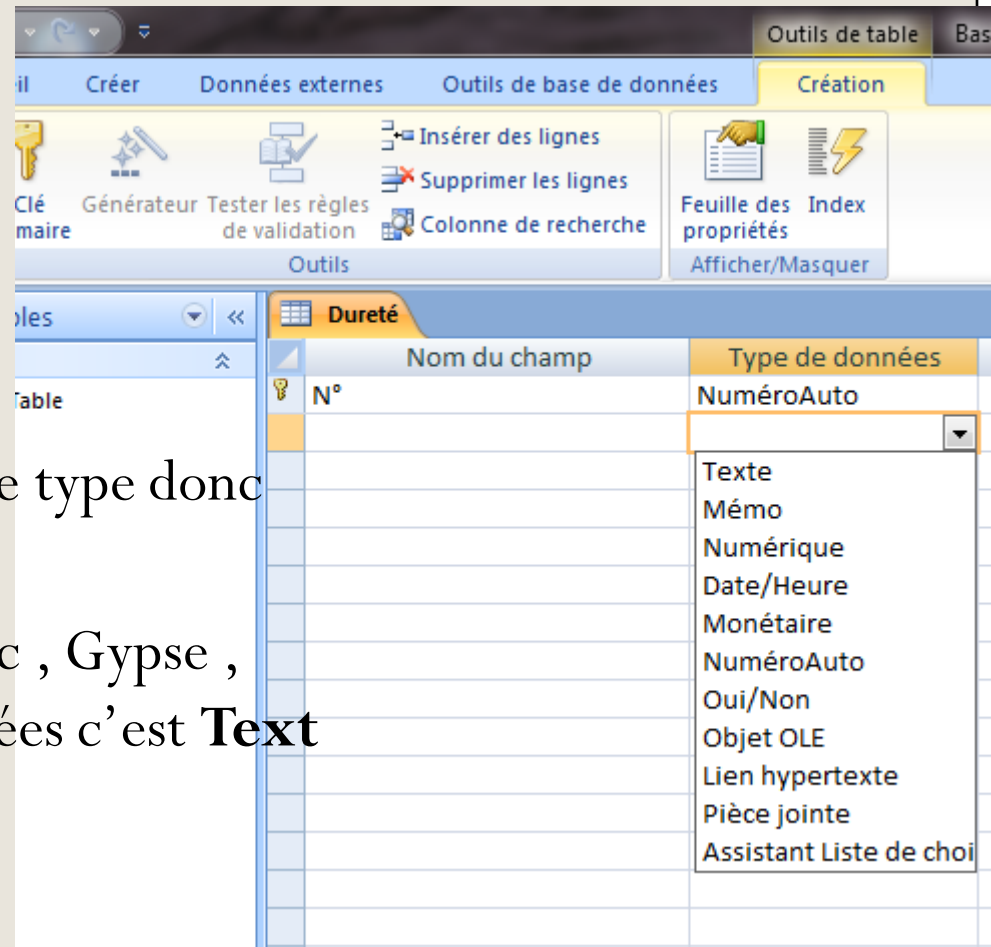 Outils de table Bas
il Créer Données externes Outils de base de données Création
Clé
maire
Générateur
Tester les règles
de validation
Insérer des lignes
Supprimer les lignes
Colonne de recherche
Outils
Feuille des
propriétés
Index
Afficher/Masquer
bles
Table
Dureté
Nom du champ Type de données
N° NuméroAuto
Texte
Mémo
Numérique
Date/Heure
Monétaire
NuméroAuto
Oui/Non
Objet OLE
Lien hypertexte
Pièce jointe
Assistant Liste de choi
e type donc
c , Gypse ,
ées c’est Text